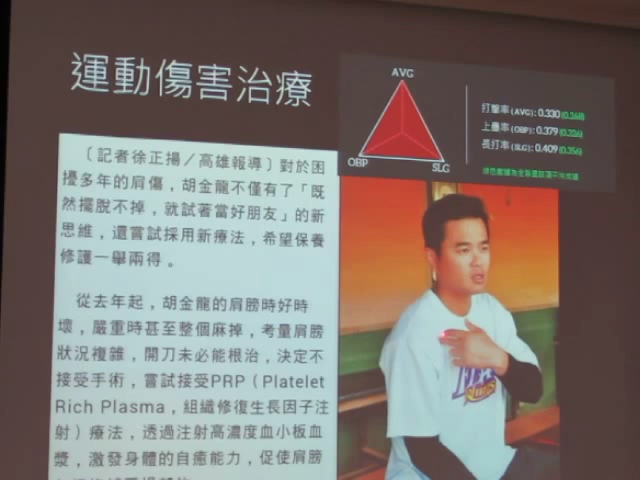 運動傷害治療
AVG
OBP
SLG
打擊率(AVG): 0.330(0.268)
上壘率(OBP): 0.379
長打率(SLG): 0.409(0.356)
〔記者徐正揚／高雄報導〕對於困
擾多年的肩傷，胡金龍不僅有了「既
然擺脫不掉，就試著當好朋友」的新
思維，還嘗試採用新療法，希望保養
修護一舉兩得。
從去年起，胡金龍的肩膀時好時
壞，嚴重時甚至整個麻掉，考量肩膀
狀況複雜，開刀未必能根治，決定不
接受手術，嘗試接受PRP（Platelet
Rich Plasma，組織修復生長因子注
射）療法，透過注射高濃度血小板血
漿，激發身體的自癒能力，促使肩膀